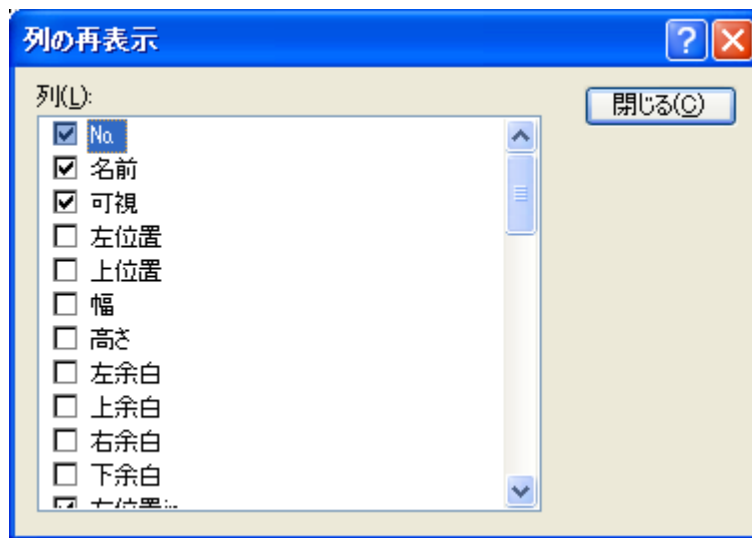 列の再表示
列(L):
閉じる(C)
No.
名前
可視
左位置
上位置
幅
高さ
左余白
上余白
右余白
下余白